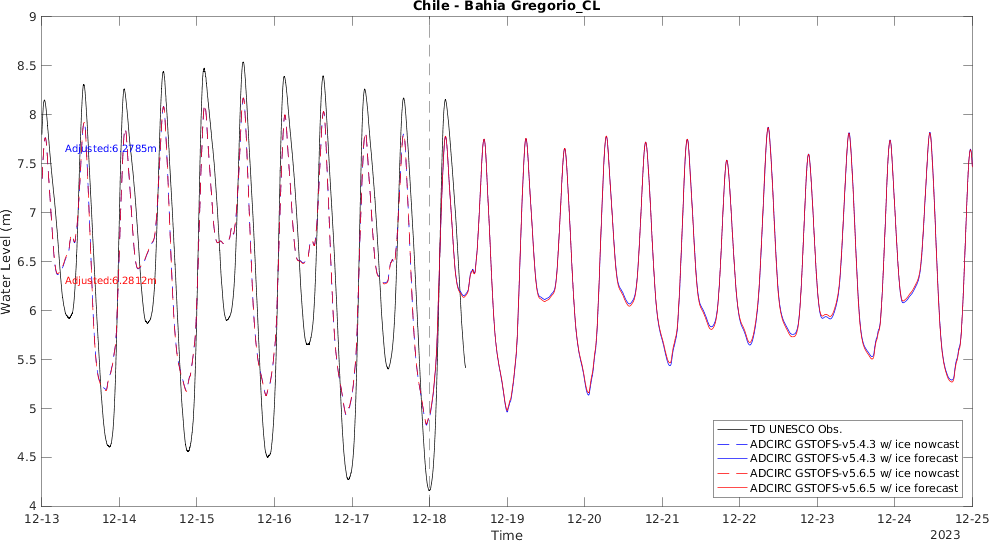 Chile - Bahia Gregorio_CL
9
8.5
8
7.5
7
6.5
6
5.5
5
4.5
4
Water Level (m)
Adjusted:6.2785m
Adjusted:6.2812m
TD UNESCO Obs.
ADCIRC GSTOFS-v5.4.3 w/ ice nowcast
ADCIRC GSTOFS-v5.4.3 w/ ice forecast
ADCIRC GSTOFS-v5.6.5 w/ ice nowcast
ADCIRC GSTOFS-v5.6.5 w/ ice forecast
12-13 12-14 12-15 12-16 12-17 12-18 12-19 12-20 12-21 12-22 12-23 12-24 12-25
Time
2023